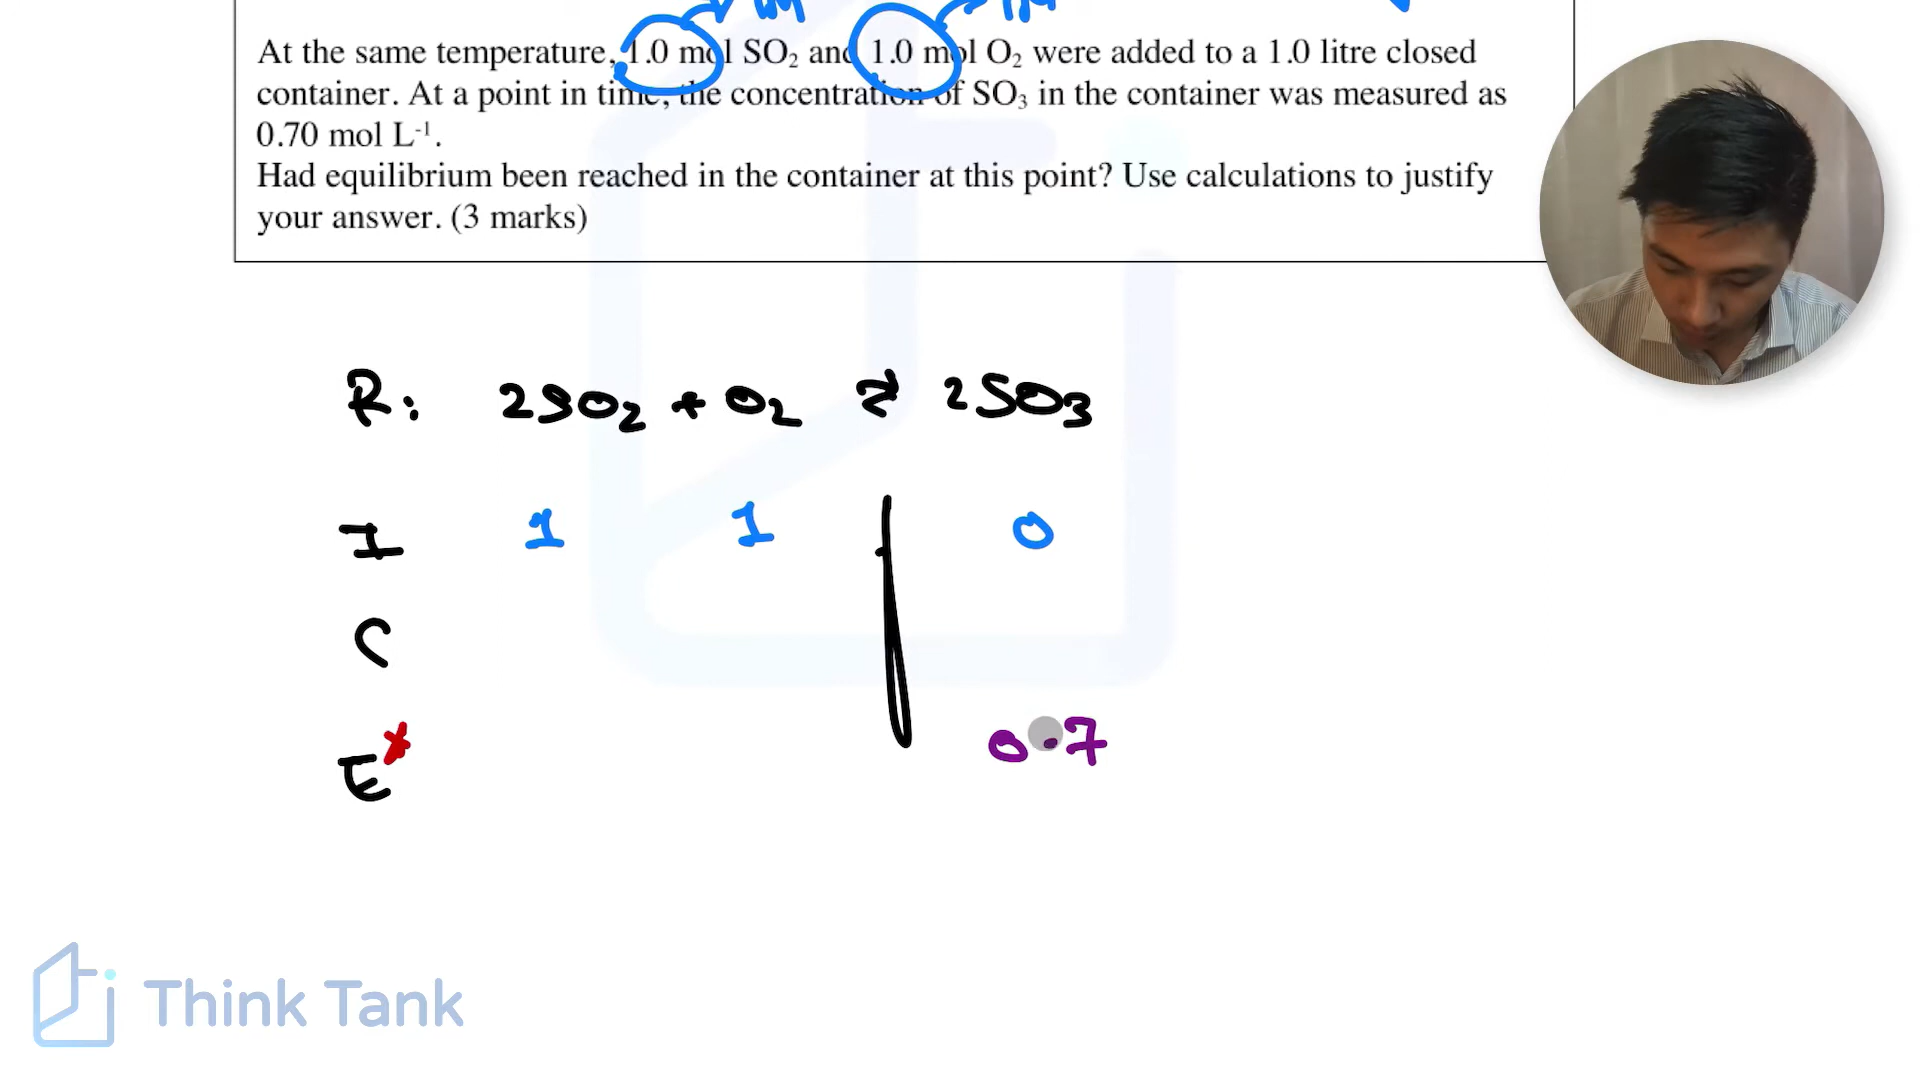 1M 1M
At the same temperature, 1.0 mol SO₂ and 1.0 mol O₂ were added to a 1.0 litre closed
container. At a point in time, the concentration of SO₃ in the container was measured as
0.70 mol L⁻¹.
Had equilibrium been reached in the container at this point? Use calculations to justify
your answer. (3 marks)
R: 2SO₂ + O₂ ⇌ 2SO₃
I 1 1 0
C
E* 0.7
Think Tank